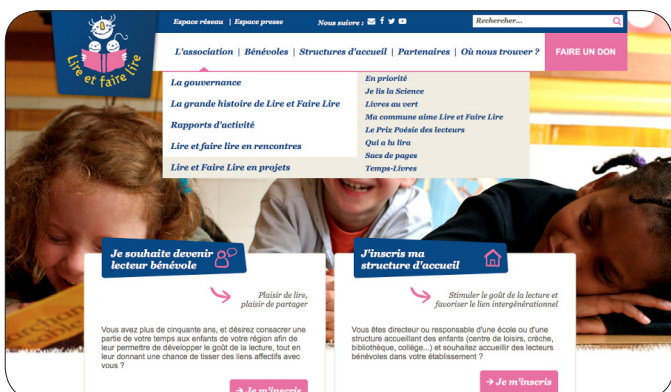 Espace réseau | Espace presse
Nous suivre :
Rechercher...
Lire et faire lire
L'association | Bénévoles | Structures d'accueil | Partenaires | Où nous trouver ?
FAIRE UN DON
La gouvernance
La grande histoire de Lire et Faire Lire
Rapports d'activité
Lire et faire lire en rencontres
Lire et Faire Lire en projets
En priorité
Je lis la Science
Livres au vert
Ma commune aime Lire et Faire Lire
Le Prix Poésie des lecteurs
Qui a lu lira
Sacs de pages
Temps-Livres
Je souhaite devenir
lecteur bénévole
Plaisir de lire,
plaisir de partager
Vous avez plus de cinquante ans, et désirez consacrer une
partie de votre temps aux enfants de votre région afin de
leur permettre de développer le goût de la lecture, tout en
leur donnant une chance de tisser des liens affectifs avec
vous ?
→ Je m'inscris
J'inscris ma
structure d'accueil
Stimuler le goût de la lecture et
favoriser le lien intergénérationnel
Vous êtes directeur ou responsable d'une école ou d'une
structure accueillant des enfants (centre de loisirs, crèche,
bibliothèque, collège...) et souhaitez accueillir des lecteurs
bénévoles dans votre établissement ?
→ Je m'inscris